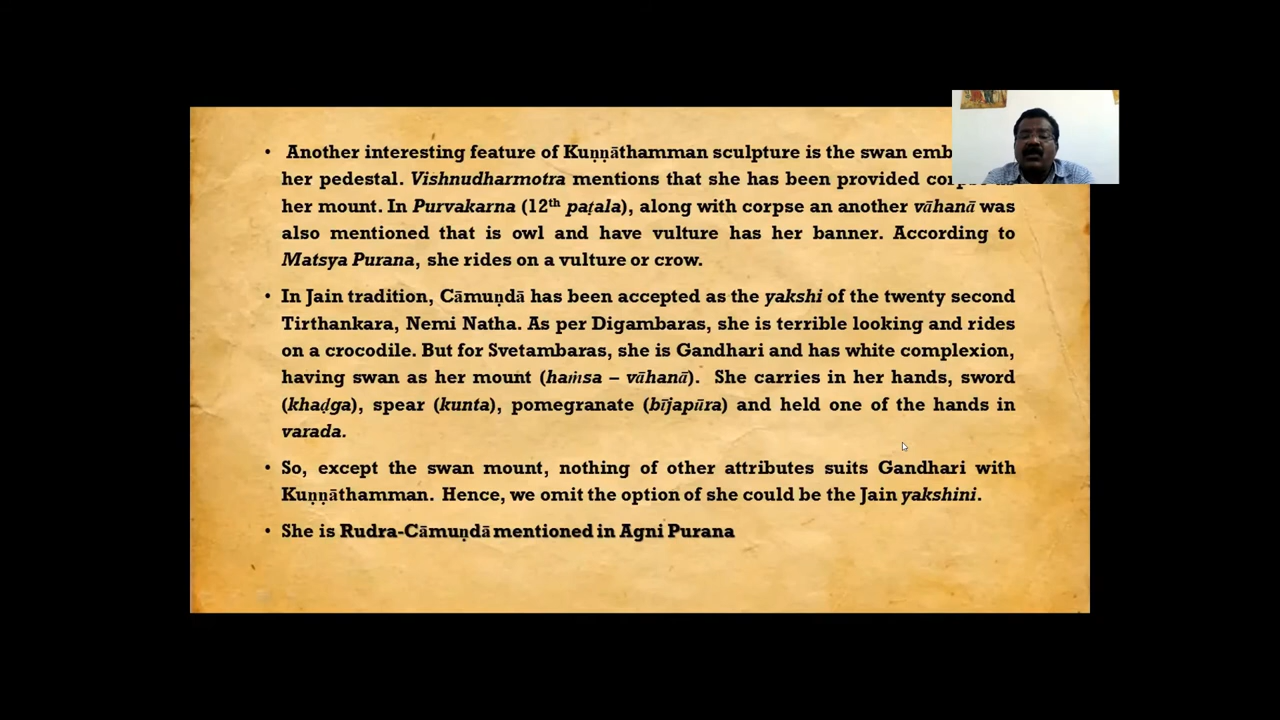 • Another interesting feature of Kuṇṇāthamman sculpture is the swan
her pedestal. Vishnudharmotra mentions that she has been provided
her mount. In Purvakarna (12th paṭala), along with corpse an another vāhanā was
also mentioned that is owl and have vulture has her banner. According to
Matsya Purana, she rides on a vulture or crow.
• In Jain tradition, Cāmuṇḍā has been accepted as the yakshi of the twenty second
Tirthankara, Nemi Natha. As per Digambaras, she is terrible looking and rides
on a crocodile. But for Svetambaras, she is Gandhari and has white complexion,
having swan as her mount (haṁsa – vāhanā). She carries in her hands, sword
(khaḍga), spear (kunta), pomegranate (bījapūra) and held one of the hands in
varada.
• So, except the swan mount, nothing of other attributes suits Gandhari with
Kuṇṇāthamman. Hence, we omit the option of she could be the Jain yakshini.
• She is Rudra-Cāmuṇḍā mentioned in Agni Purana